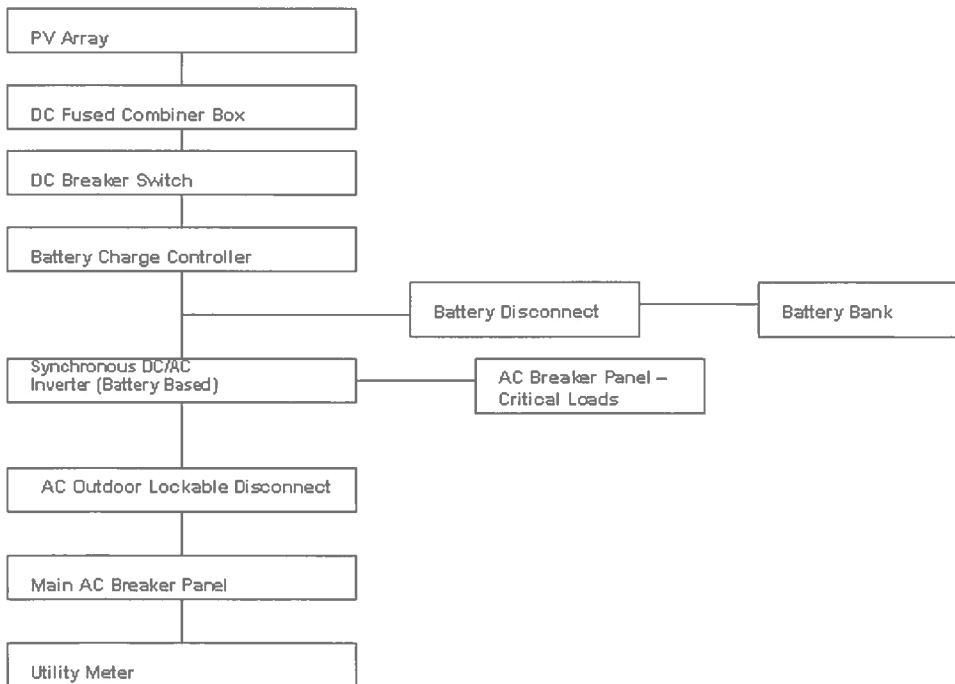 PV Array
DC Fused Combiner Box
DC Breaker Switch
Battery Charge Controller
Battery Disconnect
Battery Bank
Synchronous DC/AC
Inverter (Battery Based)
AC Breaker Panel –
Critical Loads
AC Outdoor Lockable Disconnect
Main AC Breaker Panel
Utility Meter